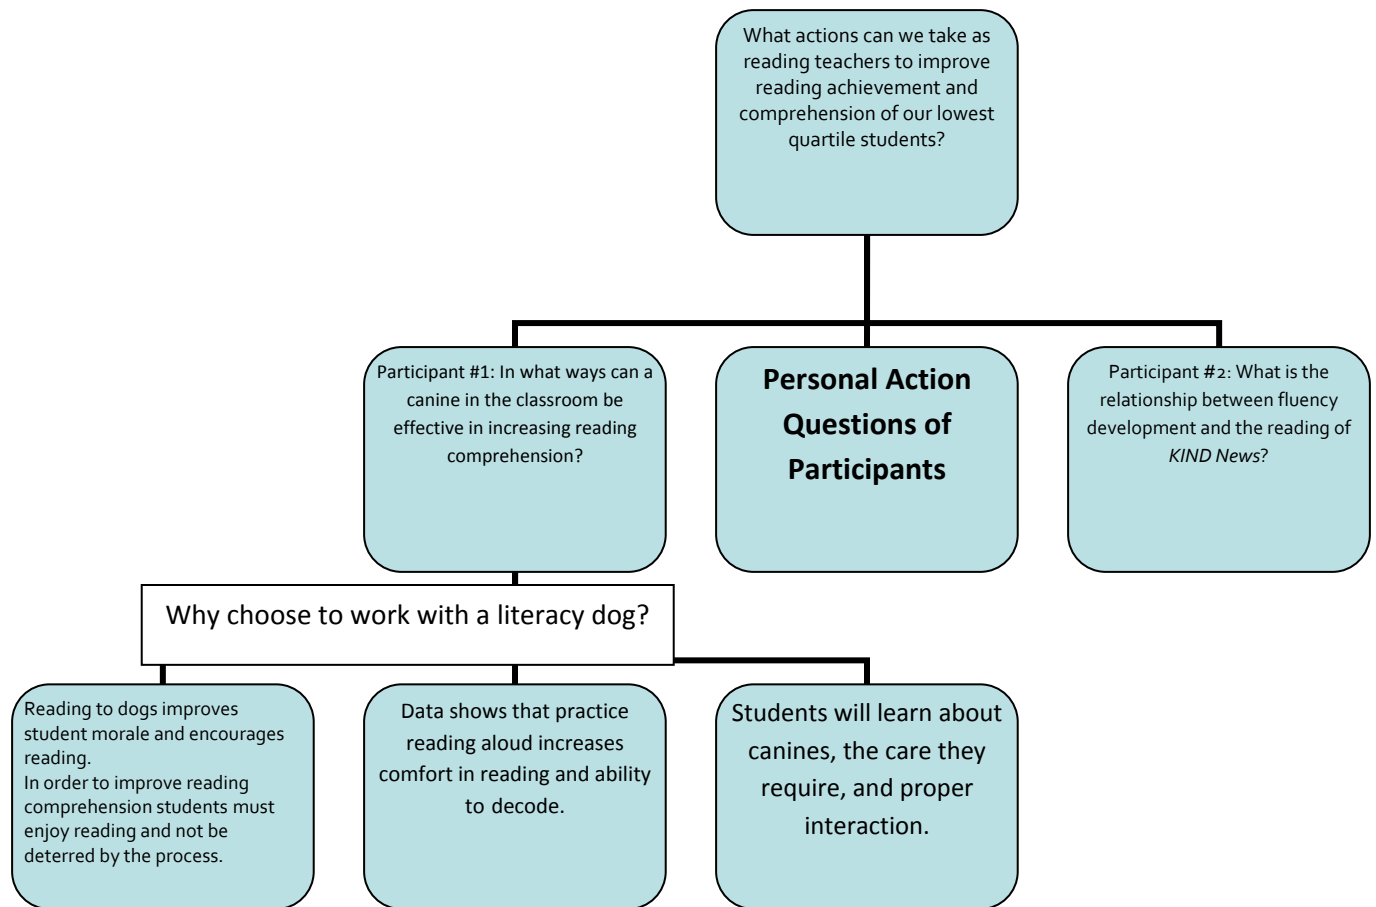 What actions can we take as
reading teachers to improve
reading achievement and
comprehension of our lowest
quartile students?
Participant #1: In what ways can a
canine in the classroom be
effective in increasing reading
comprehension?
Personal Action
Questions of
Participants
Participant #2: What is the
relationship between fluency
development and the reading of
KIND News?
Why choose to work with a literacy dog?
Reading to dogs improves
student morale and encourages
reading.
In order to improve reading
comprehension students must
enjoy reading and not be
deterred by the process.
Data shows that practice
reading aloud increases
comfort in reading and ability
to decode.
Students will learn about
canines, the care they
require, and proper
interaction.